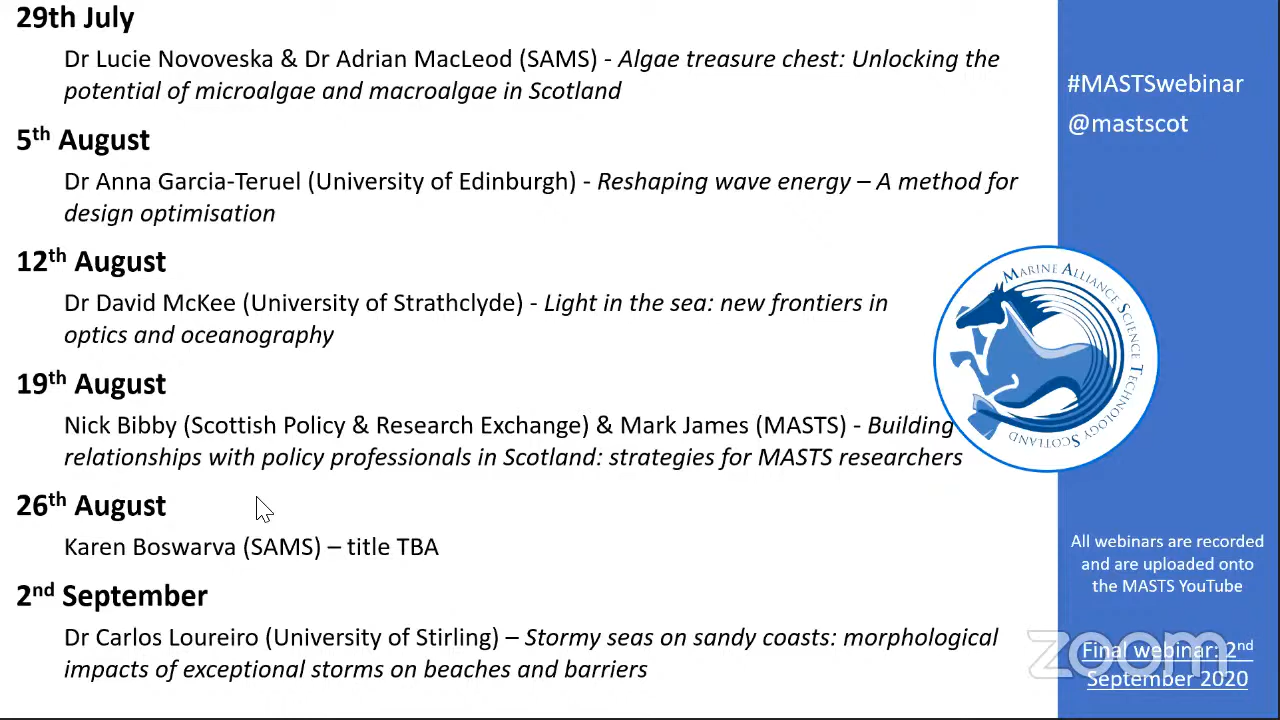 29th July
Dr Lucie Novoveska & Dr Adrian MacLeod (SAMS) - Algae treasure chest: Unlocking the
potential of microalgae and macroalgae in Scotland
5th August
Dr Anna Garcia-Teruel (University of Edinburgh) - Reshaping wave energy – A method for
design optimisation
12th August
Dr David McKee (University of Strathclyde) - Light in the sea: new frontiers in
optics and oceanography
19th August
Nick Bibby (Scottish Policy & Research Exchange) & Mark James (MASTS) - Building
relationships with policy professionals in Scotland: strategies for MASTS researchers
26th August
Karen Boswarva (SAMS) – title TBA
2nd September
Dr Carlos Loureiro (University of Stirling) – Stormy seas on sandy coasts: morphological
impacts of exceptional storms on beaches and barriers
#MASTSwebinar
@mastscot
MARINE ALLIANCE SCIENCE TECHNOLOGY SCOTLAND
All webinars are recorded
and are uploaded onto
the MASTS YouTube
Final webinar: 2nd
September 2020
zoom